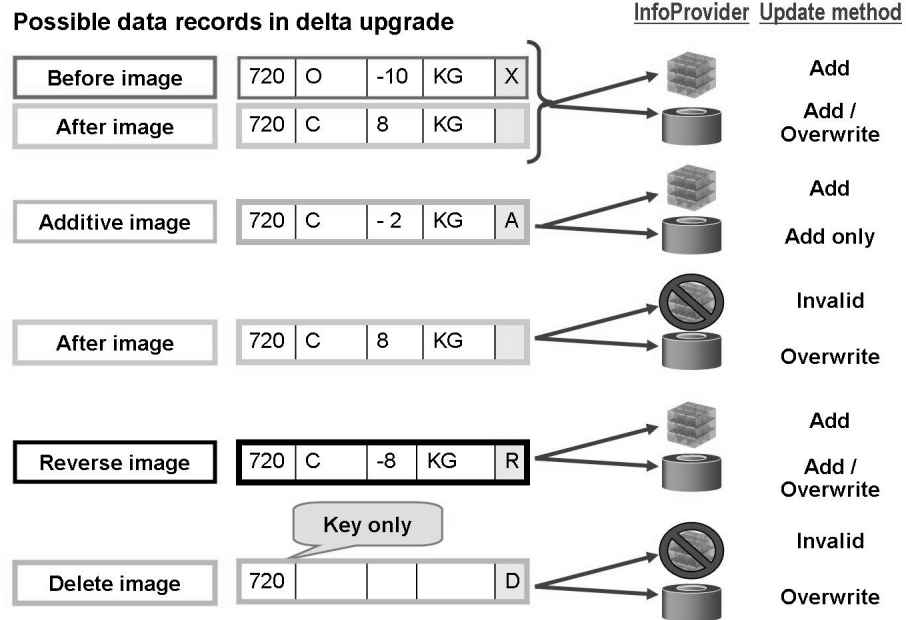 Possible data records in delta upgrade
InfoProvider Update method
Before image 720 O -10 KG X Add
After image 720 C 8 KG Add /
Overwrite
Additive image 720 C - 2 KG A Add
Add only
Invalid
After image 720 C 8 KG
Overwrite
Add
Reverse image 720 C -8 KG R Add /
Overwrite
Key only
Invalid
Delete image 720 D
Overwrite